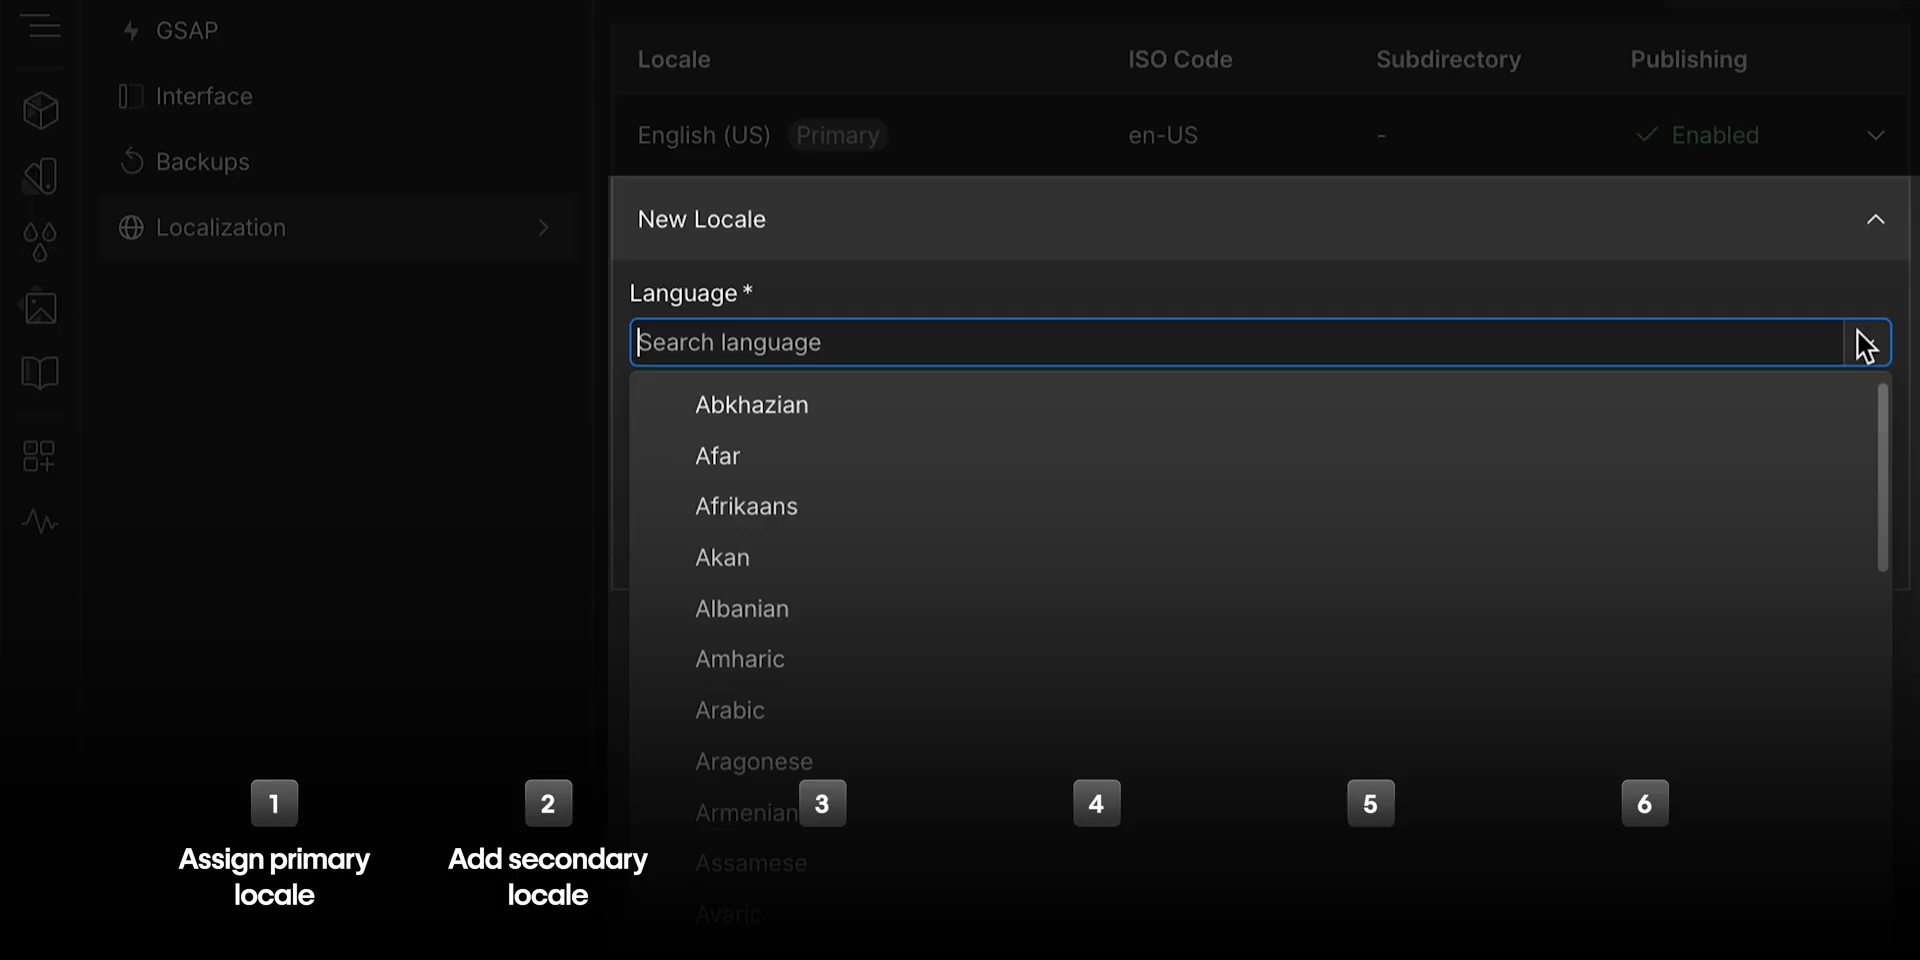 GSAP
Interface
Backups
Localization
Locale ISO Code Subdirectory Publishing
English (US) Primary en-US - Enabled
New Locale
Language *
Search language
Abkhazian
Afar
Afrikaans
Akan
Albanian
Amharic
Arabic
Aragonese
Armenian
Assamese
Avaric
1 2 3 4 5 6
Assign primary
locale
Add secondary
locale